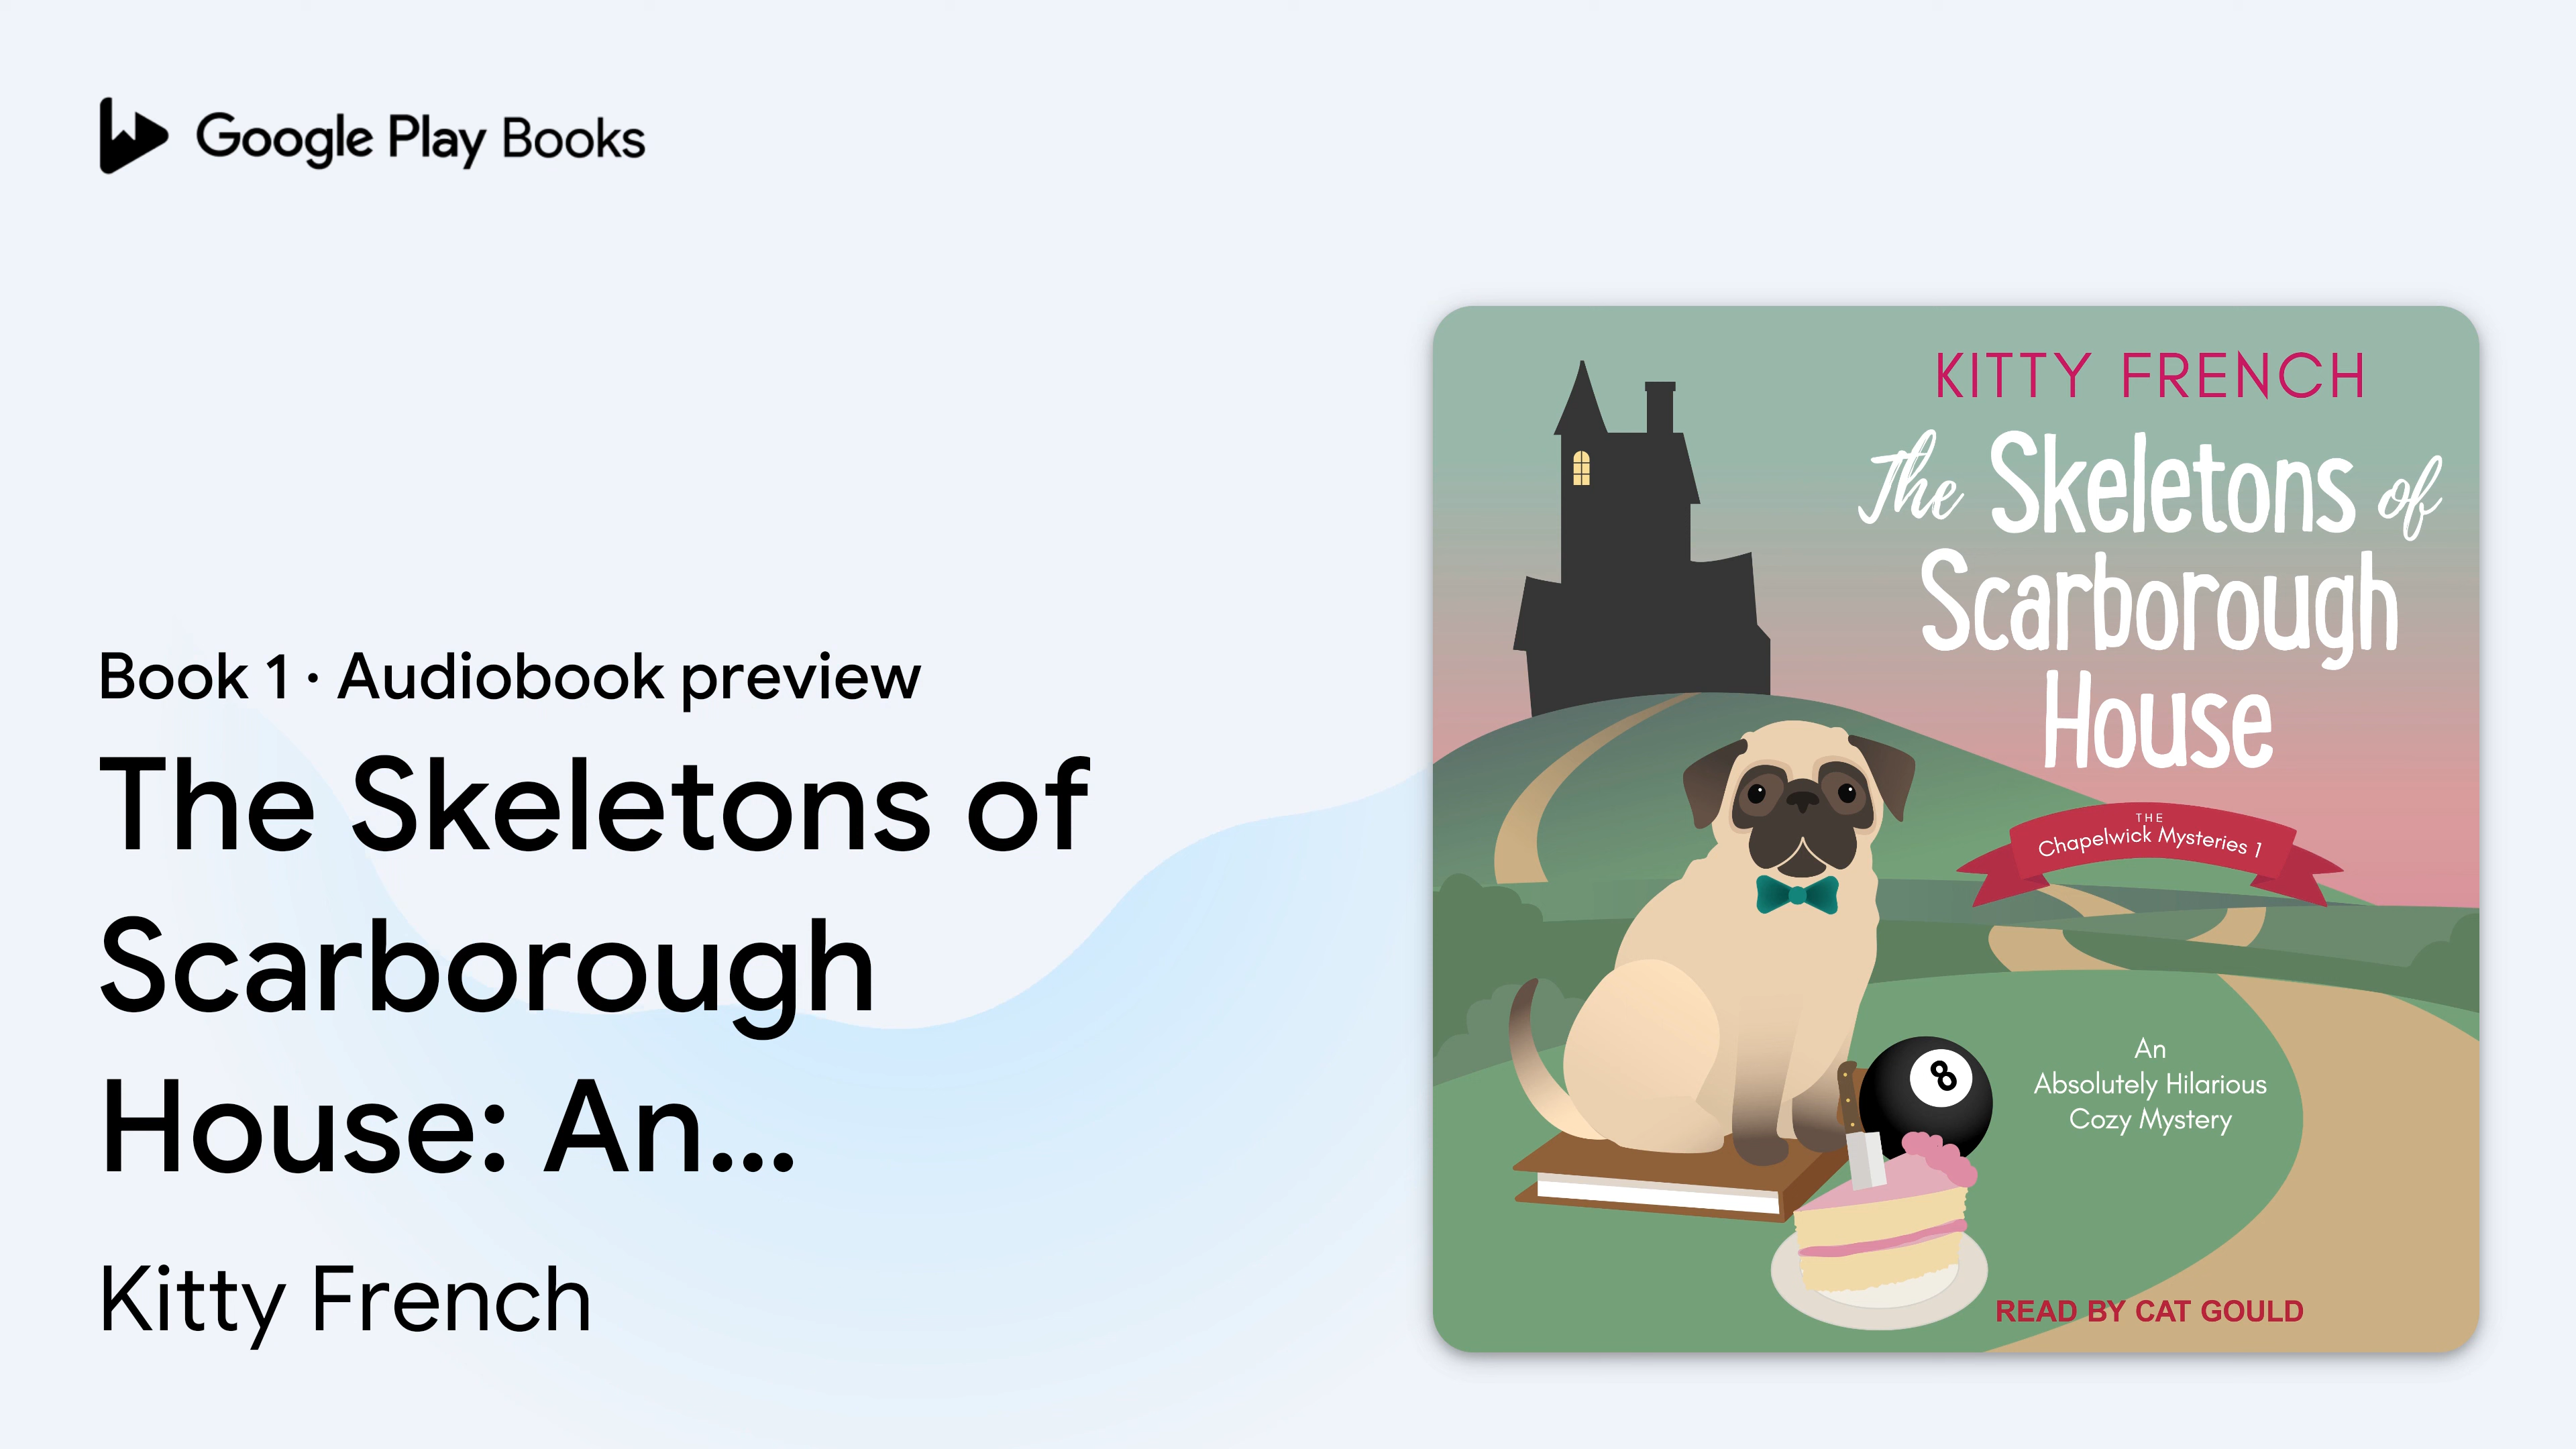 Google Play Books
Book 1 · Audiobook preview
The Skeletons of
Scarborough
House: An...
Kitty French
KITTY FRENCH
The Skeletons of
Scarborough
House
THE
Chapelwick Mysteries 1
8
An
Absolutely Hilarious
Cozy Mystery
READ BY CAT GOULD